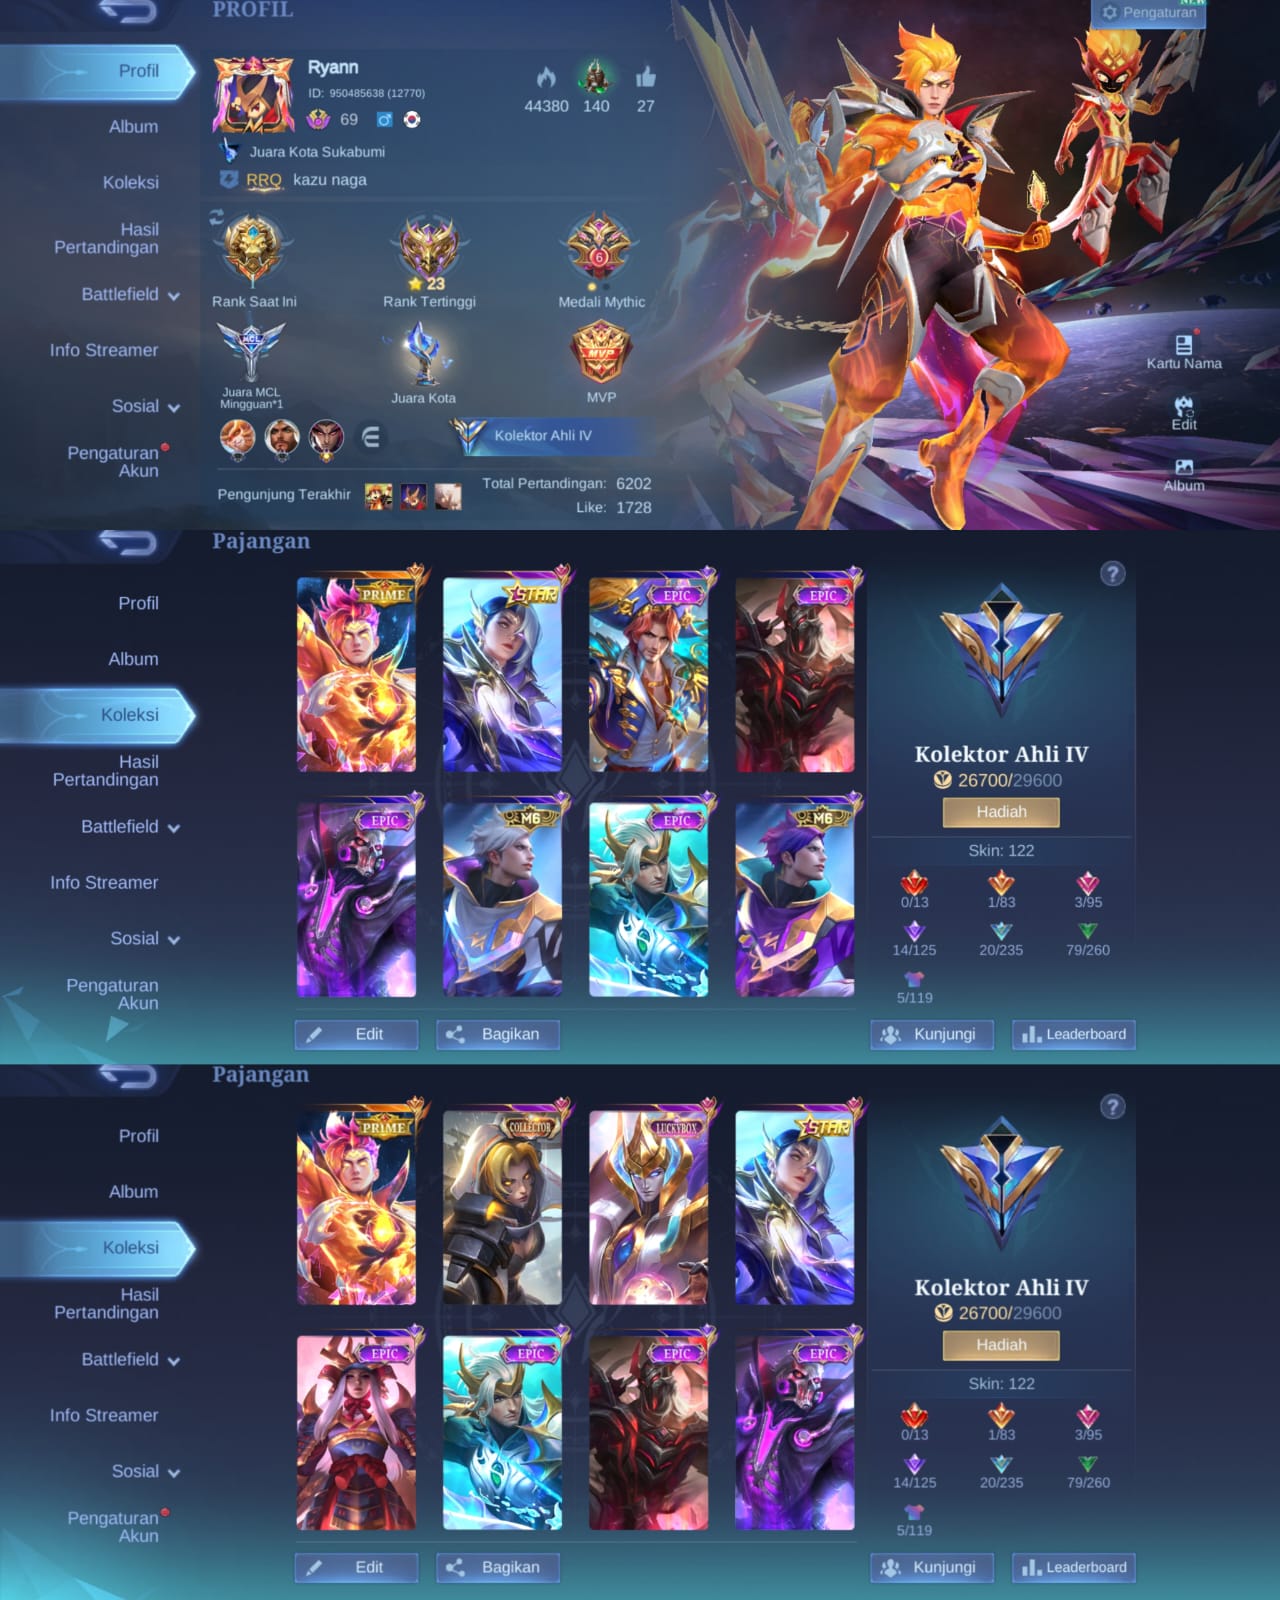 PROFIL
NEW
Pengaturan
Profil
Album
Koleksi
Hasil
Pertandingan
Battlefield
Info Streamer
Sosial
Pengaturan
Akun
Ryann
ID: 950485638 (12770)
69
44380
140
27
Juara Kota Sukabumi
RRQ kazu naga
Rank Saat Ini
1
23
Rank Tertinggi
6
Medali Mythic
MCL
Juara MCL
Mingguan*1
Juara Kota
MVP
MVP
Kolektor Ahli IV
Pengunjung Terakhir
Total Pertandingan: 6202
Like: 1728
Kartu Nama
Edit
Album
Pajangan
Profil
Album
Koleksi
Hasil
Pertandingan
Battlefield
Info Streamer
Sosial
Pengaturan
Akun
PRIME
STAR
EPIC
EPIC
EPIC
M6
EPIC
M6
Edit
Bagikan
?
Kolektor Ahli IV
26700/29600
Hadiah
Skin: 122
0/13
1/83
3/95
14/125
20/235
79/260
5/119
Kunjungi
Leaderboard
Pajangan
Profil
Album
Koleksi
Hasil
Pertandingan
Battlefield
Info Streamer
Sosial
Pengaturan
Akun
PRIME
COLLECTOR
LUCKYBOX
STAR
EPIC
EPIC
EPIC
EPIC
Edit
Bagikan
?
Kolektor Ahli IV
26700/29600
Hadiah
Skin: 122
0/13
1/83
3/95
14/125
20/235
79/260
5/119
Kunjungi
Leaderboard